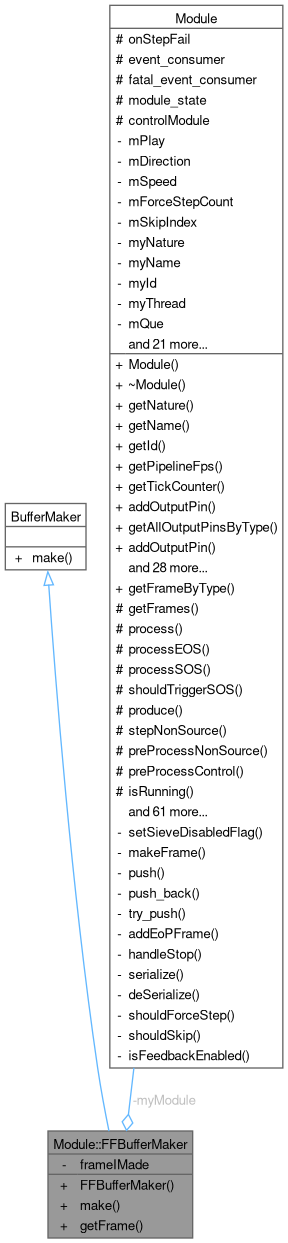 Module
# onStepFail
# event_consumer
# fatal_event_consumer
# module_state
# controlModule
- mPlay
- mDirection
- mSpeed
- mForceStepCount
- mSkipIndex
- myNature
- myName
- myId
- myThread
- mQue
and 21 more...
+ Module()
+ ~Module()
+ getNature()
+ getName()
+ getId()
+ getPipelineFps()
+ getTickCounter()
+ addOutputPin()
+ getAllOutputPinsByType()
+ addOutputPin()
and 28 more...
+ getFrameByType()
# getFrames()
# process()
# processEOS()
# processSOS()
# shouldTriggerSOS()
# produce()
# stepNonSource()
# preProcessNonSource()
# preProcessControl()
# isRunning()
and 61 more...
- setSieveDisabledFlag()
- makeFrame()
- push()
- push_back()
- try_push()
- addEoPFrame()
- handleStop()
- serialize()
- deSerialize()
- shouldForceStep()
- shouldSkip()
- isFeedbackEnabled()
BufferMaker
+ make()
-myModule
Module::FFBufferMaker
- frameIMade
+ FFBufferMaker()
+ make()
+ getFrame()